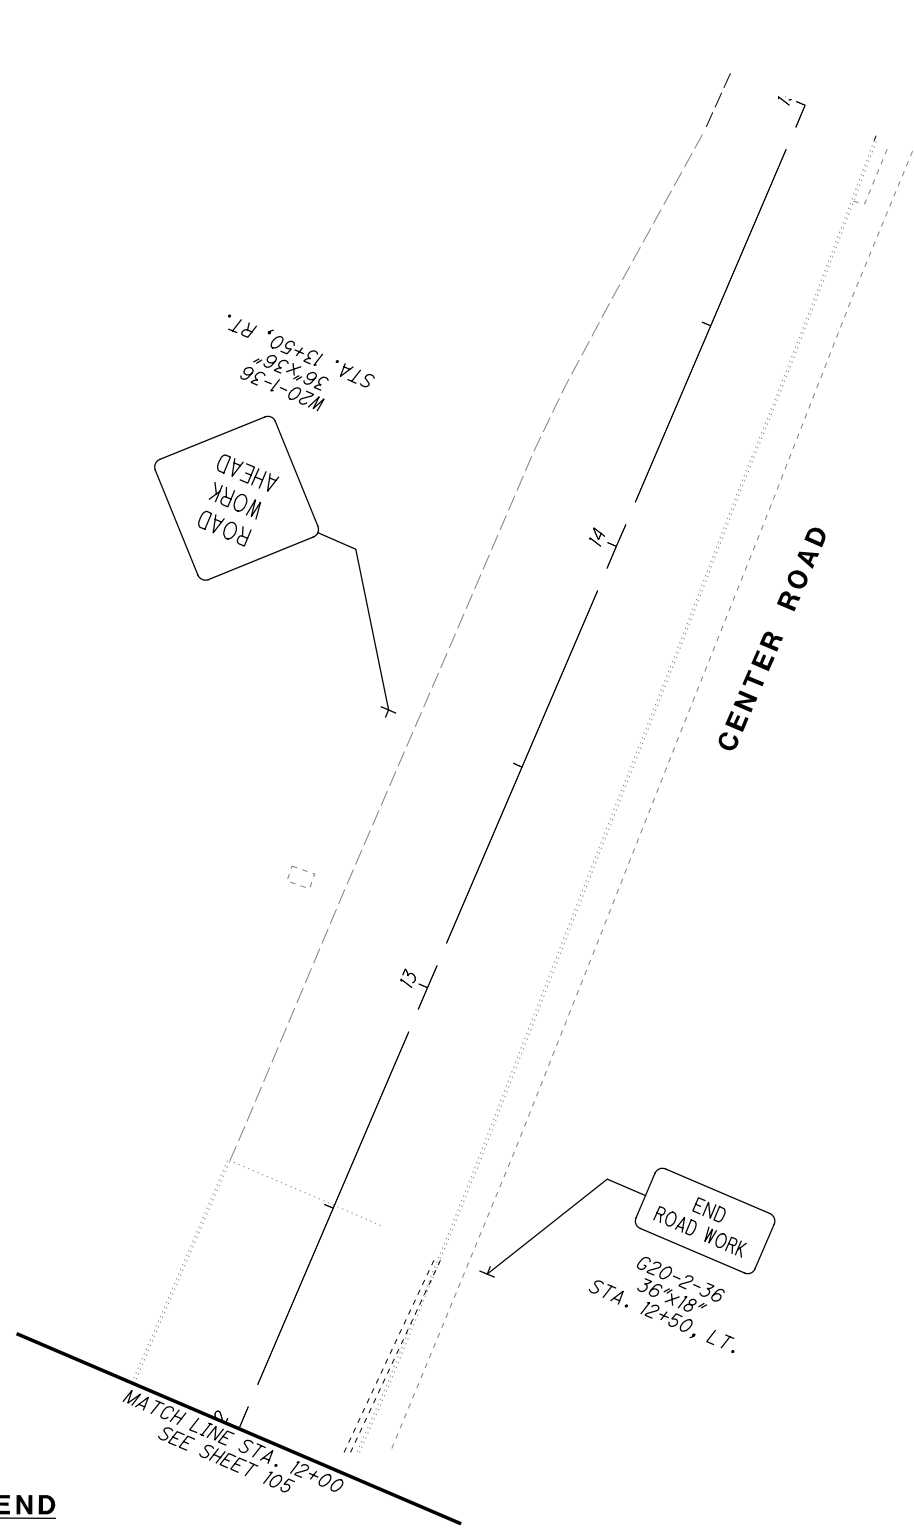 STA. 13+50, RT.
36"x36"
W20-1-36
ROAD
WORK
AHEAD
14
CENTER ROAD
13
END
ROAD WORK
G20-2-36
36"x18"
STA. 12+50, LT.
MATCH LINE STA. 12+00
SEE SHEET 105